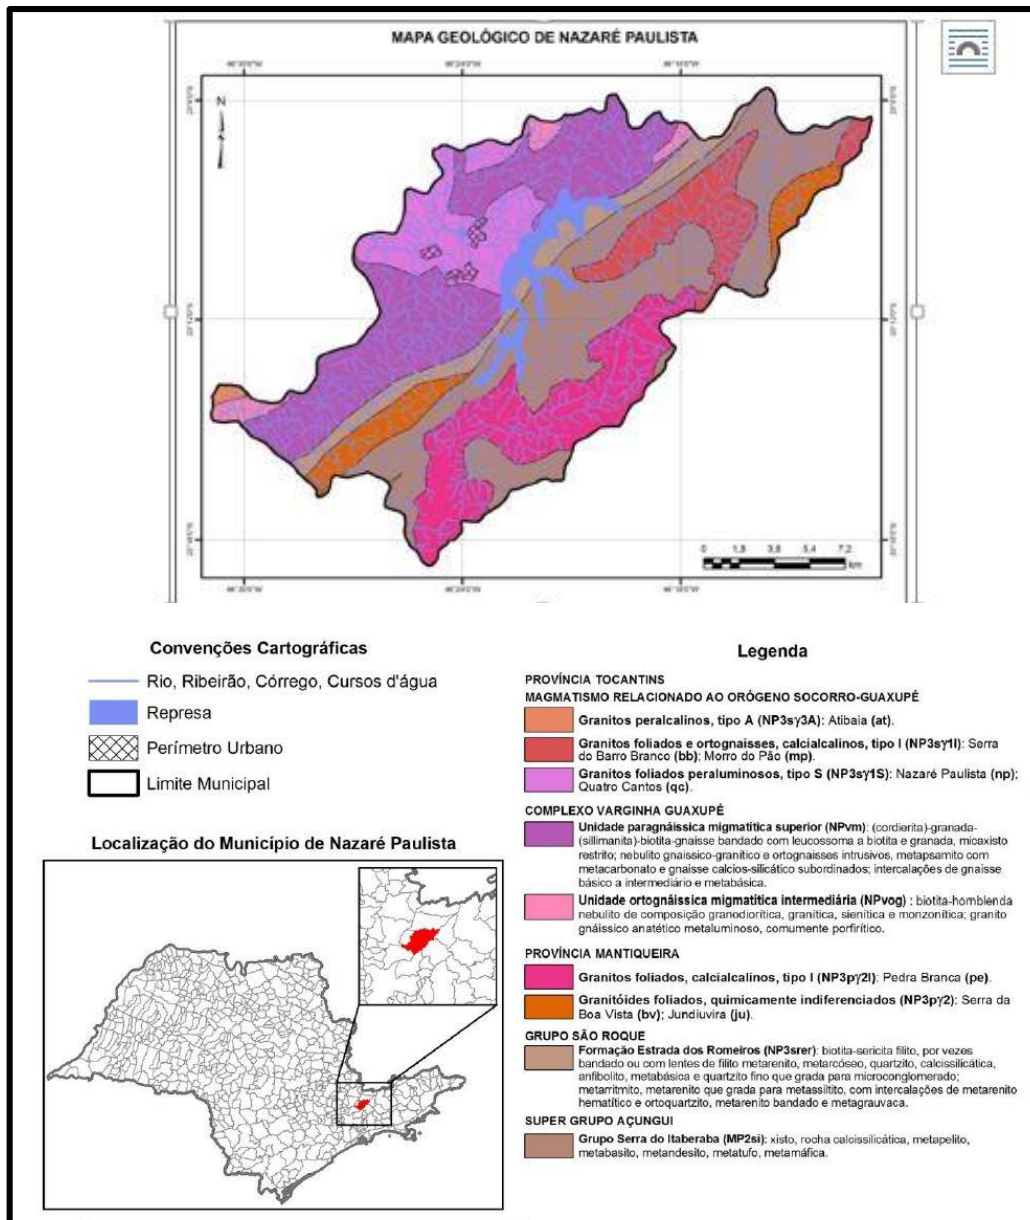 MAPA GEOLÓGICO DE NAZARÉ PAULISTA
N
0 1,8 3,6 5,4 7,2
km
Convenções Cartográficas
Rio, Ribeirão, Córrego, Cursos d'água
Represa
Perímetro Urbano
Limite Municipal
Localização do Município de Nazaré Paulista
Legenda
PROVÍNCIA TOCANTINS
MAGMATISMO RELACIONADO AO ORÓGENO SOCORRO-GUAXUPÉ
Granitos peralcalinos, tipo A (NP3sγ3A): Atibaia (at).
Granitos foliados e ortognaisses, calcialcalinos, tipo I (NP3sγ1I): Serra
do Barro Branco (bb); Morro do Pão (mp).
Granitos foliados peraluminosos, tipo S (NP3sγ1S): Nazaré Paulista (np);
Quatro Cantos (qc).
COMPLEXO VARGINHA GUAXUPÉ
Unidade paragnáissica migmatítica superior (NPvm): (cordierita)-granada-
(sillimanita)-biotita-gnaisse bandado com leucossoma a biotita e granada, micaxisto
restrito; nebulito gnaissico-granítico e ortognaisses intrusivos, metapsamito com
metacarbonato e gnaisse calcios-silicático subordinados; intercalações de gnaisse
básico a intermediário e metabásica.
Unidade ortognáissica migmatítica intermediária (NPvog) : biotita-hornblenda
nebulito de composição granodiorítica, granítica, sienítica e monzonítica; granito
gnáissico anatético metaluminoso, comumente porfirítico.
PROVÍNCIA MANTIQUEIRA
Granitos foliados, calcialcalinos, tipo I (NP3pγ2I): Pedra Branca (pe).
Granitóides foliados, quimicamente indiferenciados (NP3pγ2): Serra da
Boa Vista (bv); Jundiuvira (ju).
GRUPO SÃO ROQUE
Formação Estrada dos Romeiros (NP3srer): biotita-sericita filito, por vezes
bandado ou com lentes de filito metarenito, metarcóseo, quartzito, calcissilicática,
anfibolito, metabásica e quartzito fino que grada para microconglomerado;
metarritmito, metarenito que grada para metassiltito, com intercalações de metarenito
hematítico e ortoquartzito, metarenito bandado e metagrauvaca.
SUPER GRUPO AÇUNGUI
Grupo Serra do Itaberaba (MP2si): xisto, rocha calcissilicática, metapelito,
metabasito, metandesito, metatufo, metamáfica.